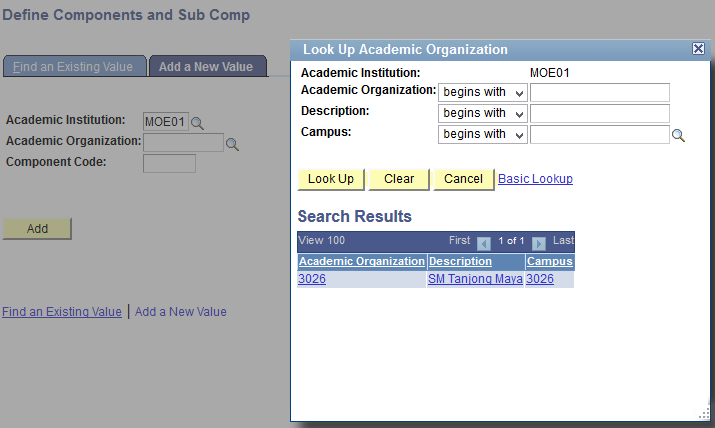 Define Components and Sub Comp
Find an Existing Value
Add a New Value
Academic Institution: MOE01
Academic Organization:
Component Code:
Add
Find an Existing Value | Add a New Value
Look Up Academic Organization
Academic Institution: MOE01
Academic Organization: begins with
Description: begins with
Campus: begins with
Look Up Clear Cancel Basic Lookup
Search Results
View 100 First 1 of 1 Last
Academic Organization Description Campus
3026 SM Tanjong Maya 3026